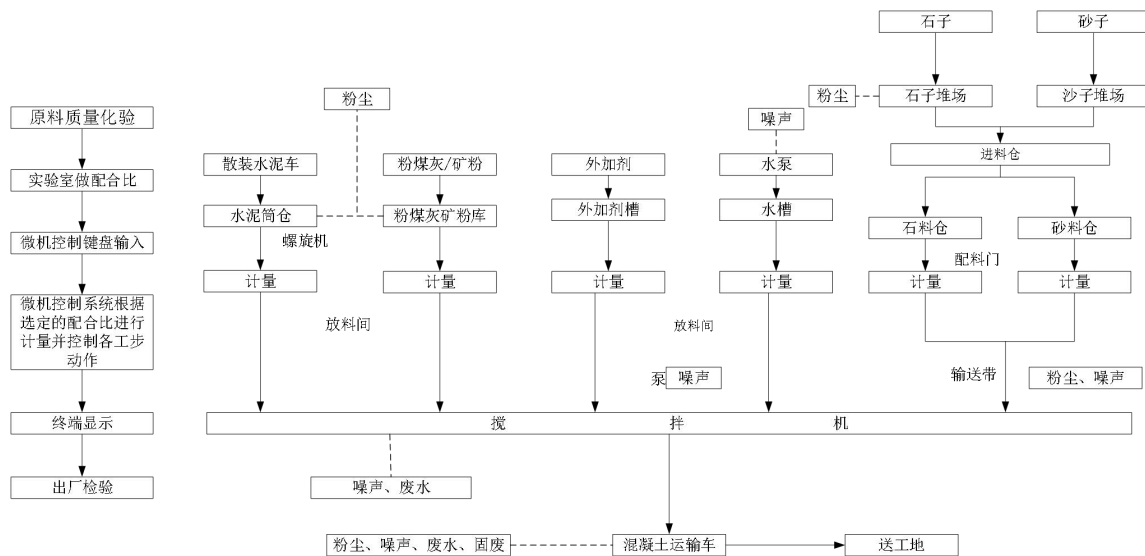 石子
砂子
粉尘
粉尘
石子堆场
沙子堆场
原料质量化验
噪声
进料仓
散装水泥车
粉煤灰/矿粉
外加剂
水泵
实验室做配合比
水泥筒仓
粉煤灰矿粉库
外加剂槽
水槽
石料仓
砂料仓
微机控制键盘输入
螺旋机
配料门
计量
计量
计量
计量
计量
计量
微机控制系统根据
选定的配合比进行
计量并控制各工步
动作
放料间
放料间
泵
噪声
输送带
粉尘、噪声
终端显示
搅拌机
出厂检验
噪声、废水
粉尘、噪声、废水、固废
混凝土运输车
送工地